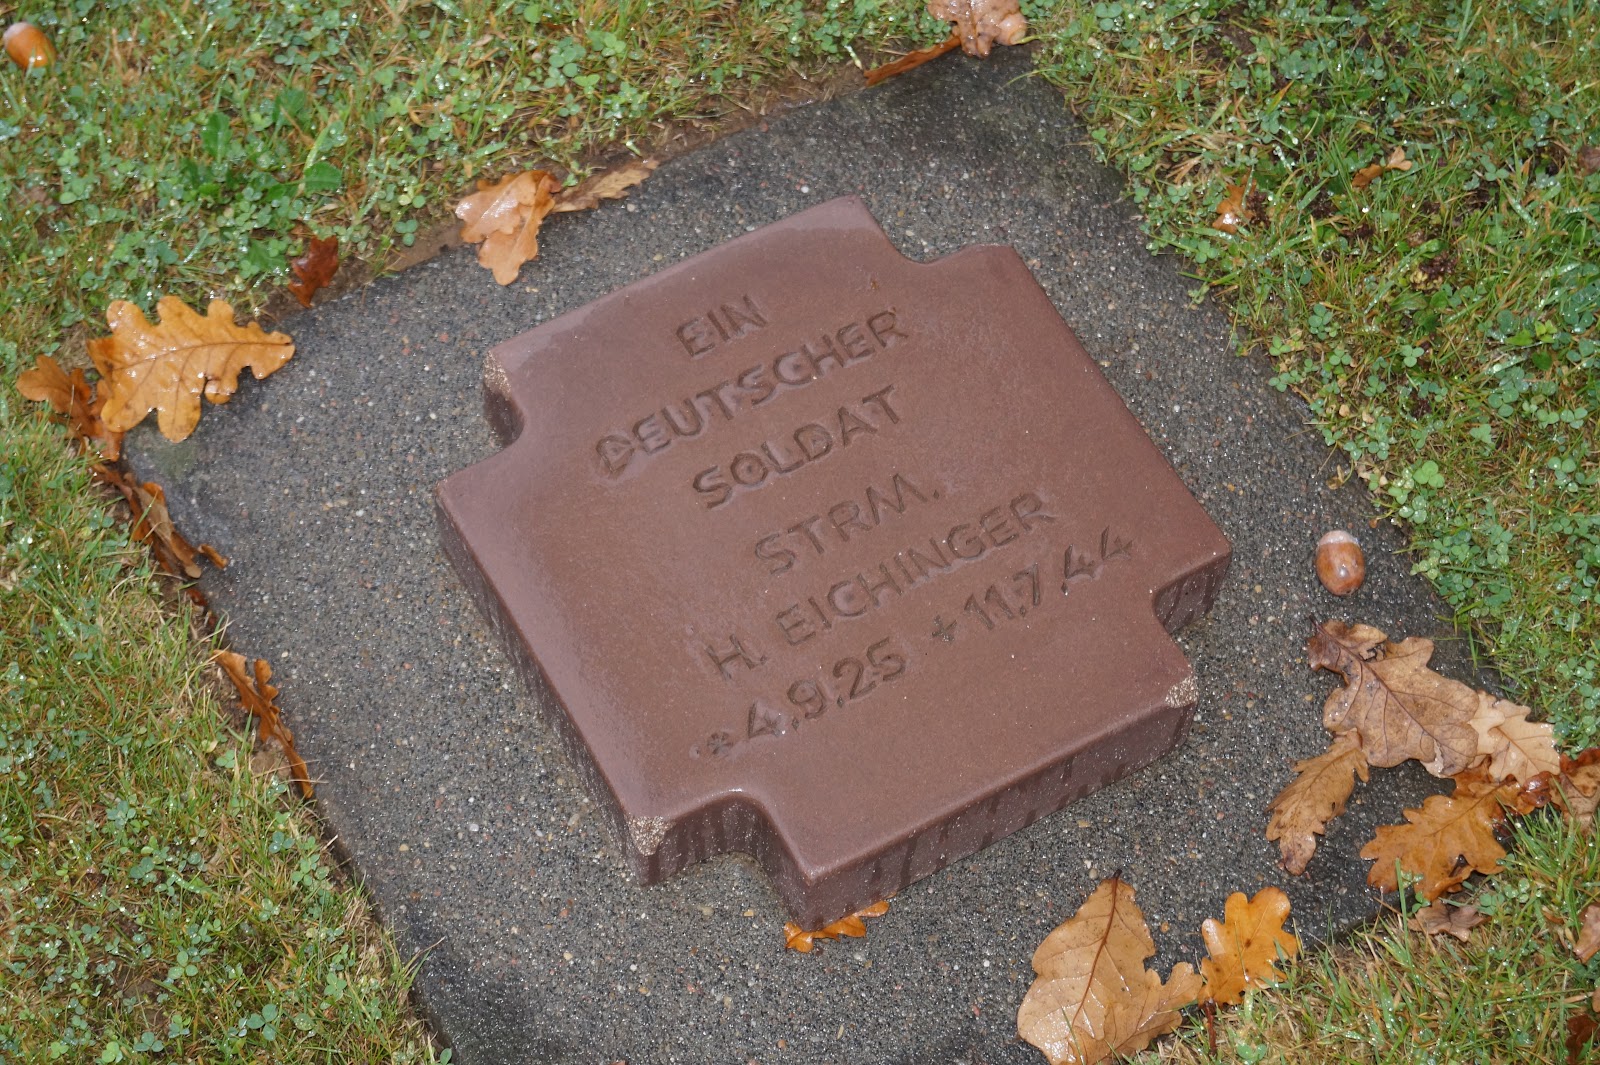 EIN
DEUTSCHER
SOLDAT
STRM.
H. EICHINGER
* 4.9.25 + 11.7.44